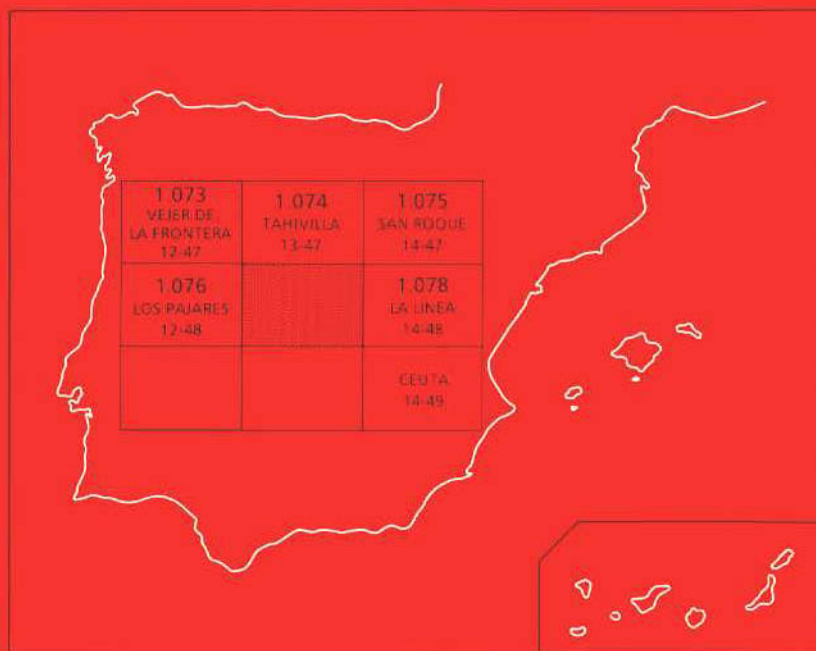 1.073
VEJER DE
LA FRONTERA
12-47
1.074
TAHIVILLA
13-47
1.075
SAN ROQUE
14-47
1.076
LOS PAJARES
12-48
1.078
LA LINEA
14-48
CEUTA
14-49